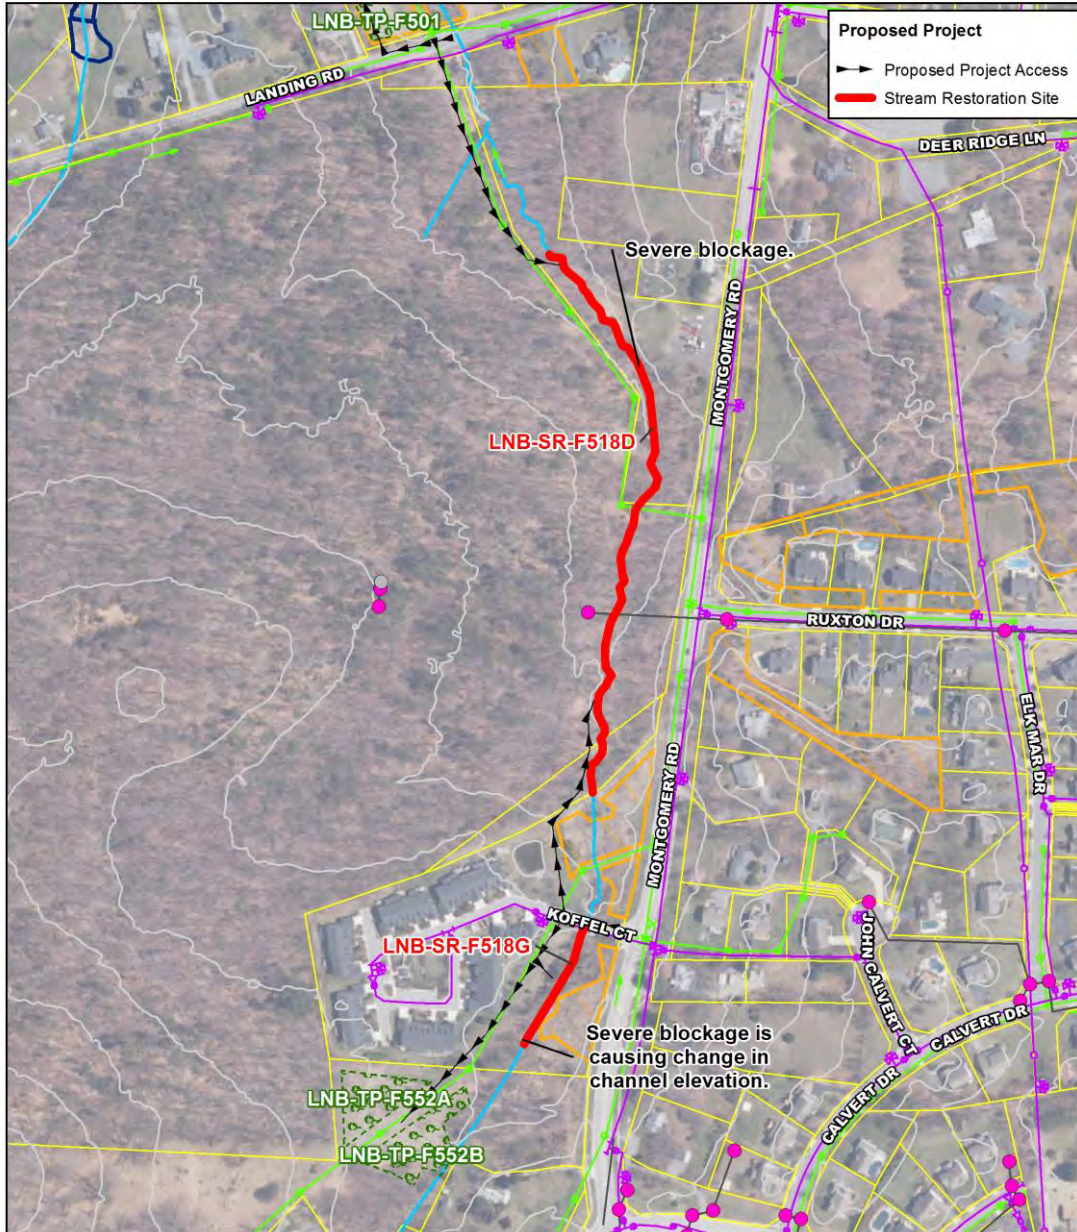 LNB-TP-F501
Proposed Project
Proposed Project Access
Stream Restoration Site
LANDING RD
DEER RIDGE LN
Severe blockage.
MONTGOMERY RD
LNB-SR-F518D
RUXTON DR
ELK MAR DR
MONTGOMERY RD
KOFFEL CT
LNB-SR-F518G
JOHN CALVERT CT
CALVERT DR
Severe blockage is
causing change in
channel elevation.
CALVERT DR
LNB-TP-F552A
LNB-TP-F552B